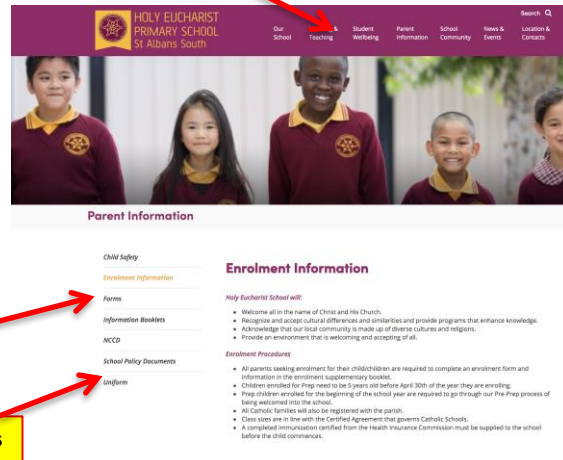 HOLY EUCHARIST
PRIMARY SCHOOL
St Albans South
Search
Our
School
&
Teaching
Student
Wellbeing
Parent
Information
School
Community
News &
Events
Location &
Contacts
Parent Information
Child Safety
Enrolment Information
Forms
Information Booklets
NCCD
School Policy Documents
Uniform
Enrolment Information
Holy Eucharist School will:
• Welcome all in the name of Christ and His Church.
• Recognize and accept cultural differences and similarities and provide programs that enhance knowledge.
• Acknowledge that our local community is made up of diverse cultures and religions.
• Provide an environment that is welcoming and accepting of all.
Enrolment Procedures
• All parents seeking enrolment for their child/children are required to complete an enrolment form and
information in the enrolment supplementary booklet.
• Children enrolled for Prep need to be 5 years old before April 30th of the year they are enrolling.
• Prep children enrolled for the beginning of the school year are required to go through our Pre-Prep process of
being welcomed into the school.
• All Catholic families will also be registered with the parish.
• Class sizes are in line with the Certified Agreement that governs Catholic Schools.
• A completed immunization certified from the Health Insurance Commission must be supplied to the school
before the child commences.